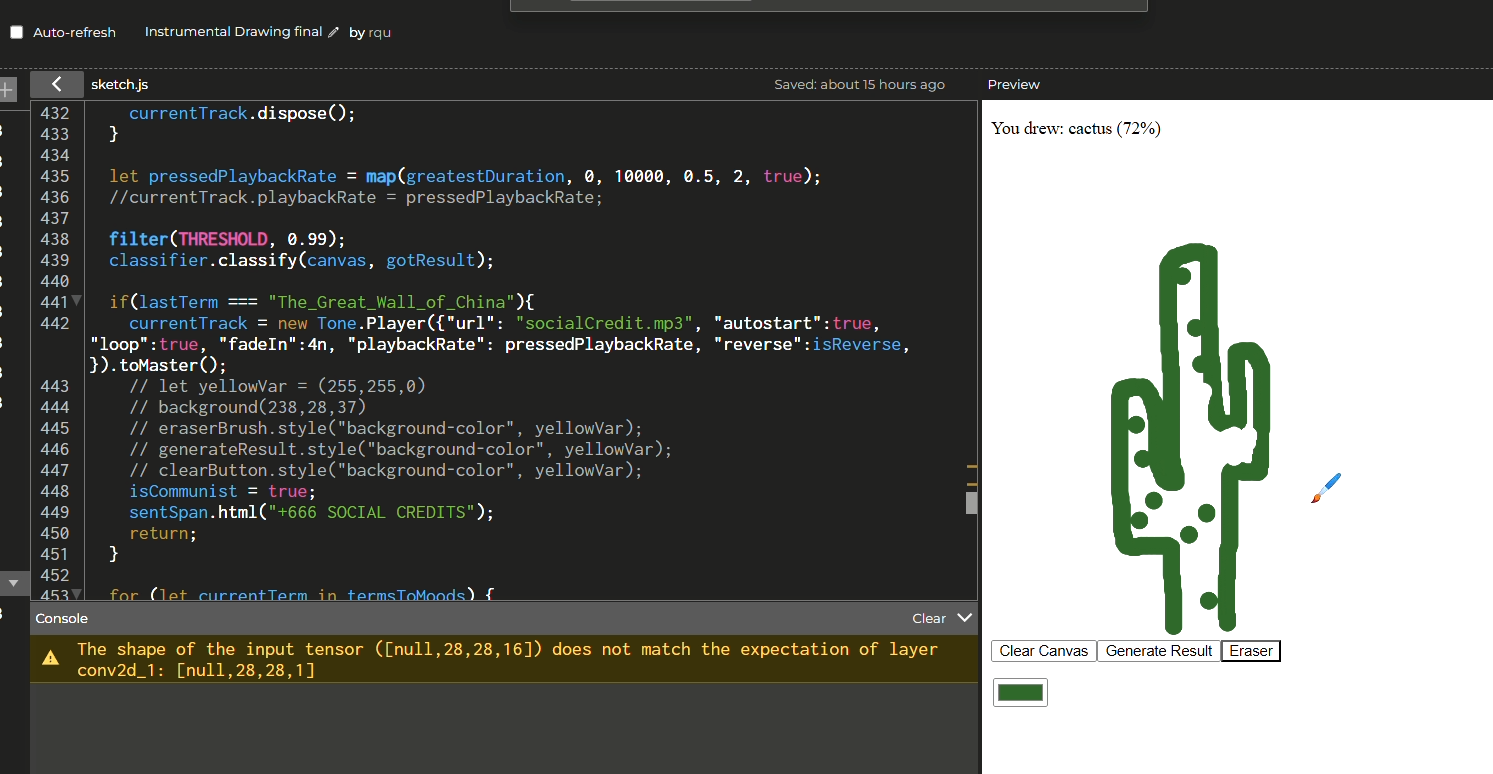 Auto-refresh Instrumental Drawing final by rqu
sketch.js Saved: about 15 hours ago Preview
432 currentTrack.dispose();
433 }
434
435 let pressedPlaybackRate = map(greatestDuration, 0, 10000, 0.5, 2, true);
436 //currentTrack.playbackRate = pressedPlaybackRate;
437
438 filter(THRESHOLD, 0.99);
439 classifier.classify(canvas, gotResult);
440
441 if(lastTerm === "The_Great_Wall_of_China"){
442 currentTrack = new Tone.Player({"url": "socialCredit.mp3", "autostart":true,
"loop":true, "fadeIn":4n, "playbackRate": pressedPlaybackRate, "reverse":isReverse,
}).toMaster();
443 // let yellowVar = (255,255,0)
444 // background(238,28,37)
445 // eraserBrush.style("background-color", yellowVar);
446 // generateResult.style("background-color", yellowVar);
447 // clearButton.style("background-color", yellowVar);
448 isCommunist = true;
449 sentSpan.html("+666 SOCIAL CREDITS");
450 return;
451 }
452
453 for (let currentTerm in termsToMoods) {
Console Clear
The shape of the input tensor ([null,28,28,16]) does not match the expectation of layer
conv2d_1: [null,28,28,1]
You drew: cactus (72%)
Clear Canvas Generate Result Eraser